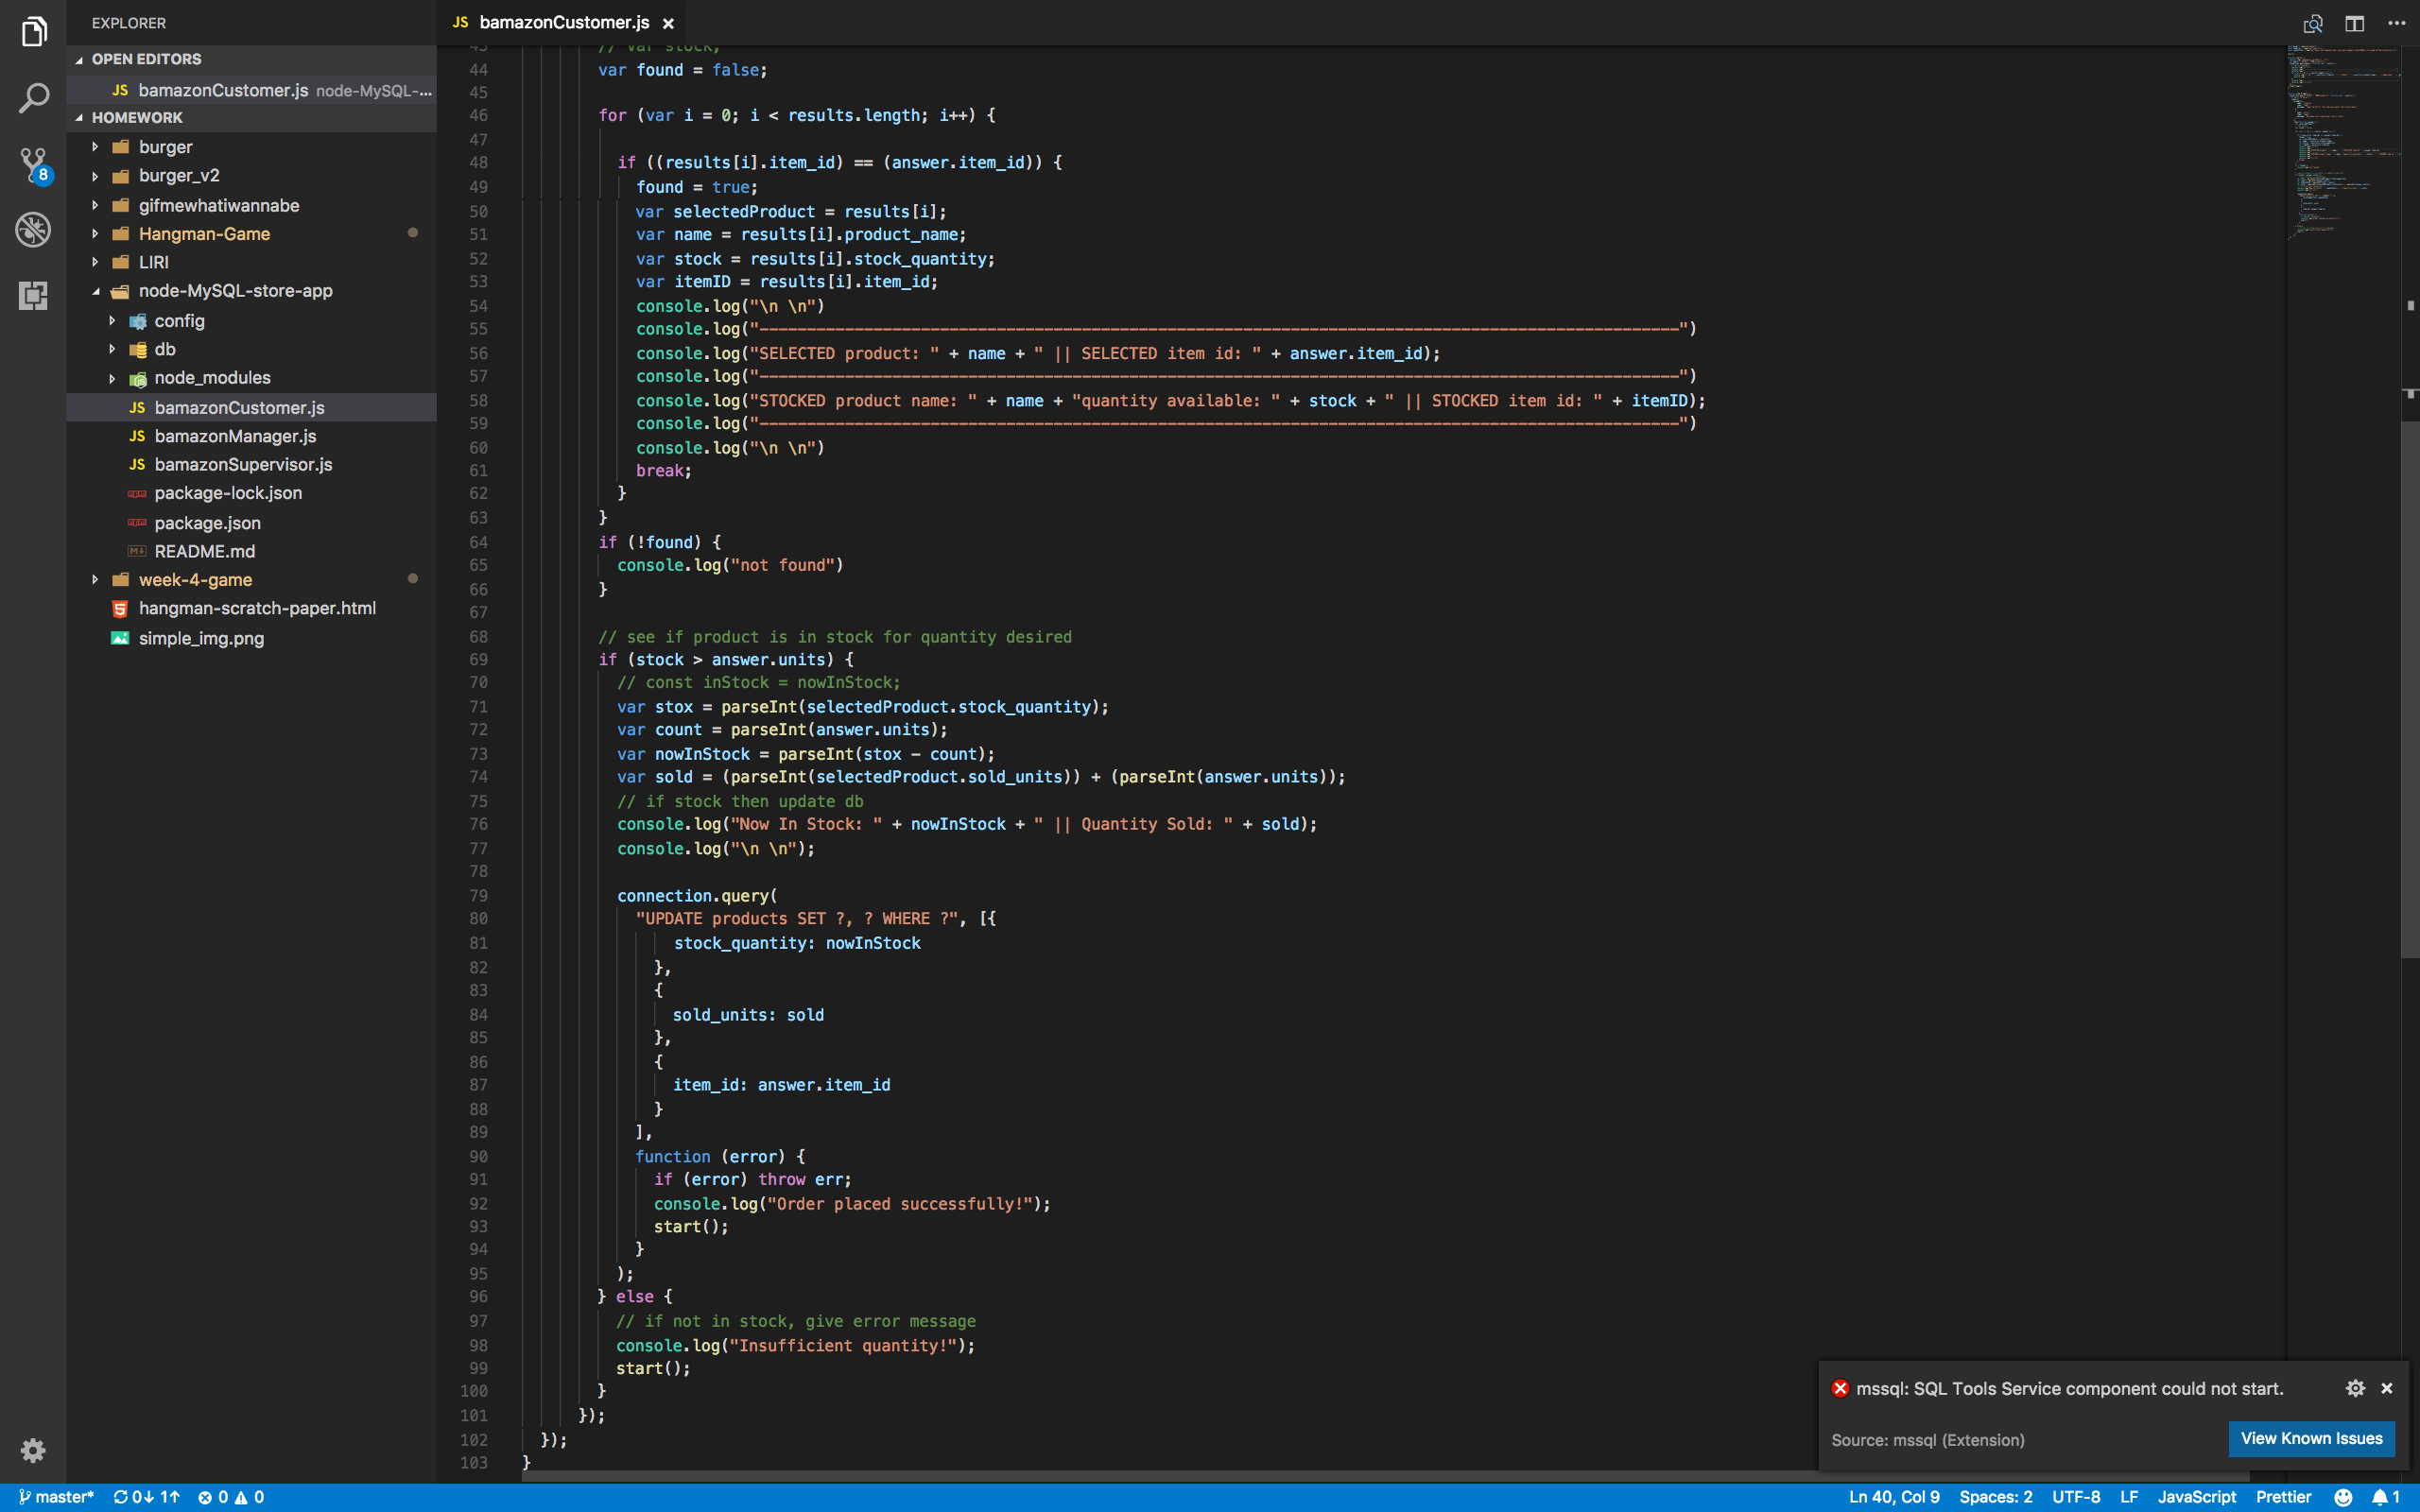 EXPLORER
OPEN EDITORS
JS bamazonCustomer.js node-MySQL-...
HOMEWORK
burger
burger_v2
gifmewhatiwannabe
Hangman-Game
LIRI
node-MySQL-store-app
config
db
node_modules
JS bamazonCustomer.js
JS bamazonManager.js
JS bamazonSupervisor.js
package-lock.json
package.json
README.md
week-4-game
hangman-scratch-paper.html
simple_img.png
8
JS bamazonCustomer.js ×
43 // var stock;
44 var found = false;
45
46 for (var i = 0; i < results.length; i++) {
47
48 if ((results[i].item_id) == (answer.item_id)) {
49 found = true;
50 var selectedProduct = results[i];
51 var name = results[i].product_name;
52 var stock = results[i].stock_quantity;
53 var itemID = results[i].item_id;
54 console.log("\n \n")
55 console.log("-------------------------------------------------------------------------------------------------")
56 console.log("SELECTED product: " + name + " || SELECTED item id: " + answer.item_id);
57 console.log("-------------------------------------------------------------------------------------------------")
58 console.log("STOCKED product name: " + name + "quantity available: " + stock + " || STOCKED item id: " + itemID);
59 console.log("-------------------------------------------------------------------------------------------------")
60 console.log("\n \n")
61 break;
62 }
63 }
64 if (!found) {
65 console.log("not found")
66 }
67
68 // see if product is in stock for quantity desired
69 if (stock > answer.units) {
70 // const inStock = nowInStock;
71 var stox = parseInt(selectedProduct.stock_quantity);
72 var count = parseInt(answer.units);
73 var nowInStock = parseInt(stox - count);
74 var sold = (parseInt(selectedProduct.sold_units)) + (parseInt(answer.units));
75 // if stock then update db
76 console.log("Now In Stock: " + nowInStock + " || Quantity Sold: " + sold);
77 console.log("\n \n");
78
79 connection.query(
80 "UPDATE products SET ?, ? WHERE ?", [{
81 stock_quantity: nowInStock
82 },
83 {
84 sold_units: sold
85 },
86 {
87 item_id: answer.item_id
88 }
89 ],
90 function (error) {
91 if (error) throw err;
92 console.log("Order placed successfully!");
93 start();
94 }
95 );
96 } else {
97 // if not in stock, give error message
98 console.log("Insufficient quantity!");
99 start();
100 }
101 });
102 });
103 }
mssql: SQL Tools Service component could not start.
Source: mssql (Extension)
View Known Issues
master* 0↓ 1↑ 0 0
Ln 40, Col 9 Spaces: 2 UTF-8 LF JavaScript Prettier 1